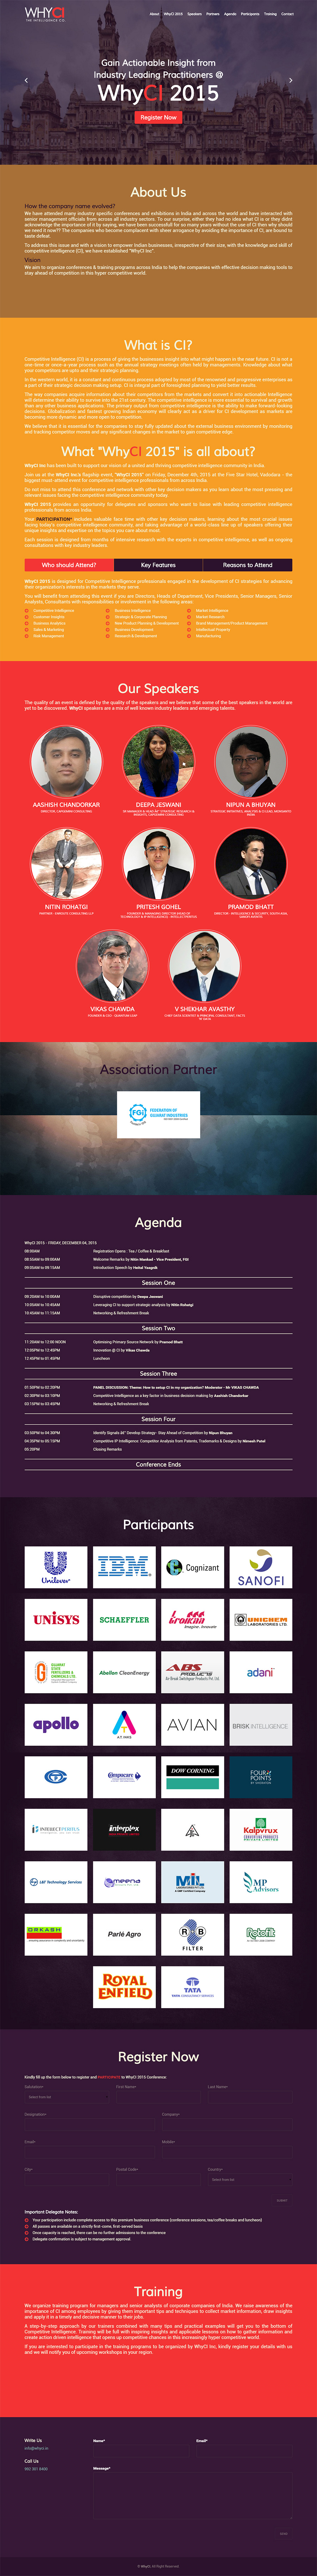 WHYCI
THE INTELLIGENCE CO.
About WhyCI 2015 Speakers Partners Agenda Participants Training Contact
Gain Actionable Insight from
Industry Leading Practitioners @
WhyCI 2015
Register Now
About Us
How the company name evolved?
We have attended many industry specific conferences and exhibitions in India and across the world and have interacted with
senior management officials from across all industry sectors. To our surprise, either they had no idea what CI is or they didnt
acknowledge the importance of it by saying, we have been successful for so many years without the use of CI then why should
we need it now?? The companies who become complacent with sheer arrogance and ignore the importance of CI, are bound to
taste defeat.
To address this issue and with a vision to empower Indian businesses, irrespective of their size, with the knowledge and skill of
competitive intelligence (CI), we have established "WhyCI Inc".
Vision
We aim to organize conferences & training programs across India to help the companies with effective decision making tools to
stay ahead of competition in this hyper competitive world.
What is CI?
Competitive Intelligence (CI) is a process of giving the businesses insight into what might happen in the near future. CI is not a
one time or once a year process such as the annual strategy meetings often held by managements. Knowledge about what
your competitors are upto and their strategic planning.
In the western world, it is a constant and continuous process adopted by most of the renowned and progressive enterprises as
a part of their strategic decision making process. CI is an integral part of foresighted planning to yield better results.
The way companies acquire information about their competitors from the markets and convert it into actionable Intelligence
will determine their ability to survive into the 21st century. The primary output from competitive intelligence is the ability to make forward looking
decisions. Globalization and fastest growing Indian economy will clearly act as a driver for CI development as markets are
becoming more dynamic and more open to competition.
We believe that it is essential for the companies to stay fully updated about the external business environment by monitoring
and tracking competitor moves and any significant changes in the market to gain competitive edge.
What "WhyCI 2015" is all about?
WhyCI Inc has been built to support our vision of a united and thriving competitive intelligence community in India
Join us at the WhyCI Inc's flagship event, "WhyCI 2015" on Friday, December 4th, 2015 at the Five Star Hotel, Vadodara - the
biggest must-attend event for competitive intelligence professionals from across India.
Do not miss to attend this conference and network with other key decision makers as you learn about the most pressing and
relevant issues facing the competitive intelligence community today.
WhyCI 2015 provides an opportunity for delegates and sponsors who want to liaise with leading competitive intelligence
professionals from across India.
Your "PARTICIPATION" includes valuable face time with other key decision makers, learning about the most crucial issues
facing today's competitive intelligence community and taking advantage of a world-class line up of speakers offering their
unique insights and expertise on the topics you care about most.
Each session is designed from months of intensive research with the experts in competitive intelligence, as well as ongoing
consultations with key industry leaders.
Who should Attend? Key Features Reasons to Attend
WhyCI 2015 is designed for Competitive Intelligence professionals engaged in the development of CI strategies for advancing
their organization's interests in the markets they serve.
You will benefit from attending this event if you are Directors, Heads of Department, Vice Presidents, Senior Managers, Senior
Analysts, Consultants with responsibilities or involvement in the following areas:
Competitive Intelligence Business Intelligence Market Intelligence
Customer Insights Strategic & Corporate Planning Market Research
Business Analytics New Product Planning & Development Brand Management/Product Management
Sales & Marketing Business Development Intellectual Property
Risk Management Research & Development Manufacturing
Our Speakers
The quality of an event is defined by the quality of the speakers and we believe that some of the best speakers in the world are
yet to be discovered. WhyCI speakers are a mix of well known industry leaders and emerging talents.
AASHISH CHANDORKAR DEEPA JESWANI NIPUN A BHUYAN
DIRECTOR, CAPGEMINI CONSULTING
NITIN ROHATGI PRITESH GOHEL PRAMOD BHATT
VIKAS CHAWDA V SHEKHAR AVASTHY
FOUNDER & CEO - QUANTUM LEAP
Association Partner
FGI FEDERATION OF
GUJARAT INDUSTRIES
Agenda
WhyCI 2015 - FRIDAY, DECEMBER 04, 2015
08:00AM Registration Opens : Tea / Coffee & Breakfast
08:55AM to 09:00AM Welcome Remarks by Nitin Mankad - Vice President, FGI
09:05AM to 09:15AM Introduction Speech by Hetal Yaagnik
Session One
09:20AM to 10:00AM Disruptive competition by Deepa Jeswani
10:05AM to 10:45AM Leveraging CI to support strategic analysis by Nitin Rohatgi
10:45AM to 11:15AM Networking & Refreshment Break
Session Two
11:20AM to 12:00 NOON Optimising Primary Source Network by Pramod Bhatt
12:05PM to 12:40PM Innovation @ CI by Vikas Chawda
12:40PM to 01:40PM Luncheon
Session Three
01:50PM to 02:20PM PANEL DISCUSSION: Theme: How to setup CI in my organization? Moderator - Mr VIKAS CHAWDA
02:30PM to 03:10PM Competitive intelligence as a key factor in business decision making by Aashish Chandorkar
03:15PM to 03:45PM Networking & Refreshment Break
Session Four
03:50PM to 04:30PM Identify Signals â€" Develop Strategy- Stay Ahead of Competition by Nipun Bhuyan
04:35PM to 05:15PM Competitive IP Intelligence: Competitor Analysis from Patents, Trademarks & Designs by Nimesh Patel
05:20PM Closing Remarks
Conference Ends
Participants
Unilever IBM Cognizant SANOFI
UNISYS SCHAEFFLER kroikan UNICHEM
Imagine. Innovate LABORATORIES LTD.
GUJARAT
STATE
FERTILIZERS &
CHEMICALS LTD. Abellon CleanEnergy ABS PRODUCTS adani
apollo AT INKS AVIAN BRISK INTELLIGENCE
Compucare DOW CORNING FOUR
POINTS
BY SHERATON
interplex Kalpvrux
L&T Technology Services meena MIL MP
Advisors
ORKASH Parlé Agro RB
FILTER Rotofilt
ROYAL
ENFIELD TATA
TATA CONSULTANCY SERVICES
Register Now
Kindly fill up the form below to register and PARTICIPATE to WhyCI 2015 Conference:
Salutation* First Name* Last Name*
Select from list
Designation* Company*
Email* Mobile*
City* Postal Code* Country*
Select from list
SUBMIT
Important Delegate Notes:
Your participation include complete access to this premium business conference (conference sessions, tea/coffee breaks and luncheon)
All passes are available on a strictly first-come, first-served basis
Once capacity is reached, there can be no further admissions in the conference
Delegate confirmation is subject to management approval.
Training
We organize training program for managers and senior analysts of corporate companies of India. We raise awareness of the
importance of CI among employees by giving them important tips and techniques to collect market information, draw insights
and apply it in a timely and effective manner to their jobs.
A step-by-step approach by our trainers combined with many tips and practical examples will get you to the bottom of
Competitive Intelligence. Training will be full with inspiring insights and applicable lessons on how to gather information and
create action driven intelligence that opens up competitive chances in this increasingly hyper competitive world.
If you are interested to participate in the training programs to be organized by WhyCI Inc, kindly register your details with us
and we will notify you of upcoming workshops in your region.
Write Us
info@whyci.in
Call Us
Name* Email*
Message*
SEND
© WhyCI, All Right Reserved.